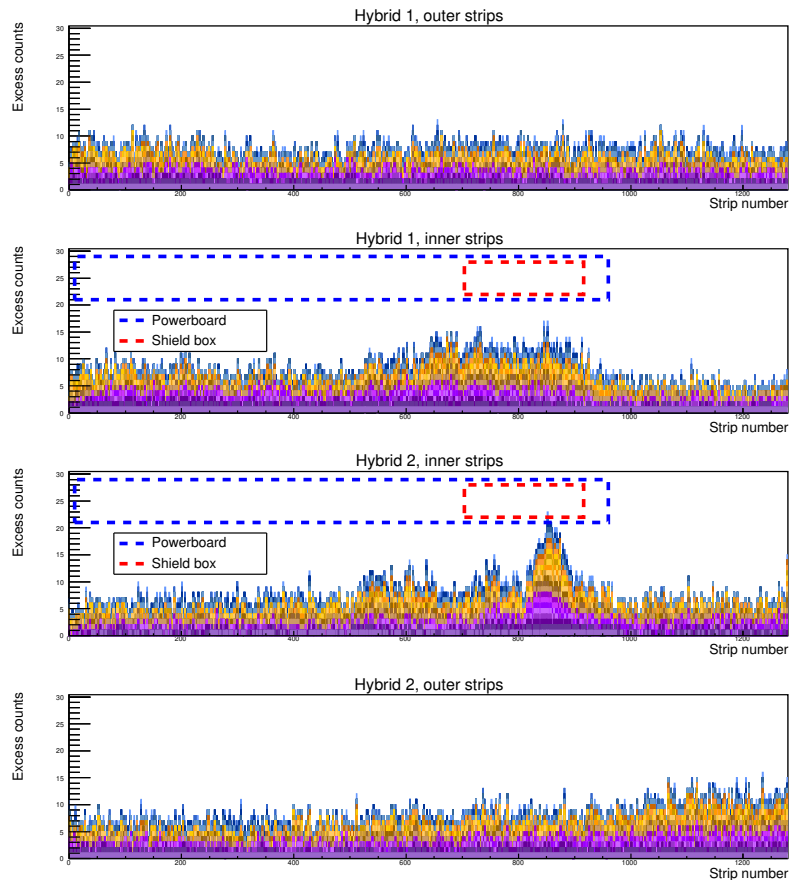 Hybrid 1, outer strips
Excess counts
30
25
20
15
10
5
0
0 200 400 600 800 1000 1200
Strip number
Hybrid 1, inner strips
Excess counts
30
25
20
15
10
5
0
Powerboard
Shield box
0 200 400 600 800 1000 1200
Strip number
Hybrid 2, inner strips
Excess counts
30
25
20
15
10
5
0
Powerboard
Shield box
0 200 400 600 800 1000 1200
Strip number
Hybrid 2, outer strips
Excess counts
30
25
20
15
10
5
0
0 200 400 600 800 1000 1200
Strip number